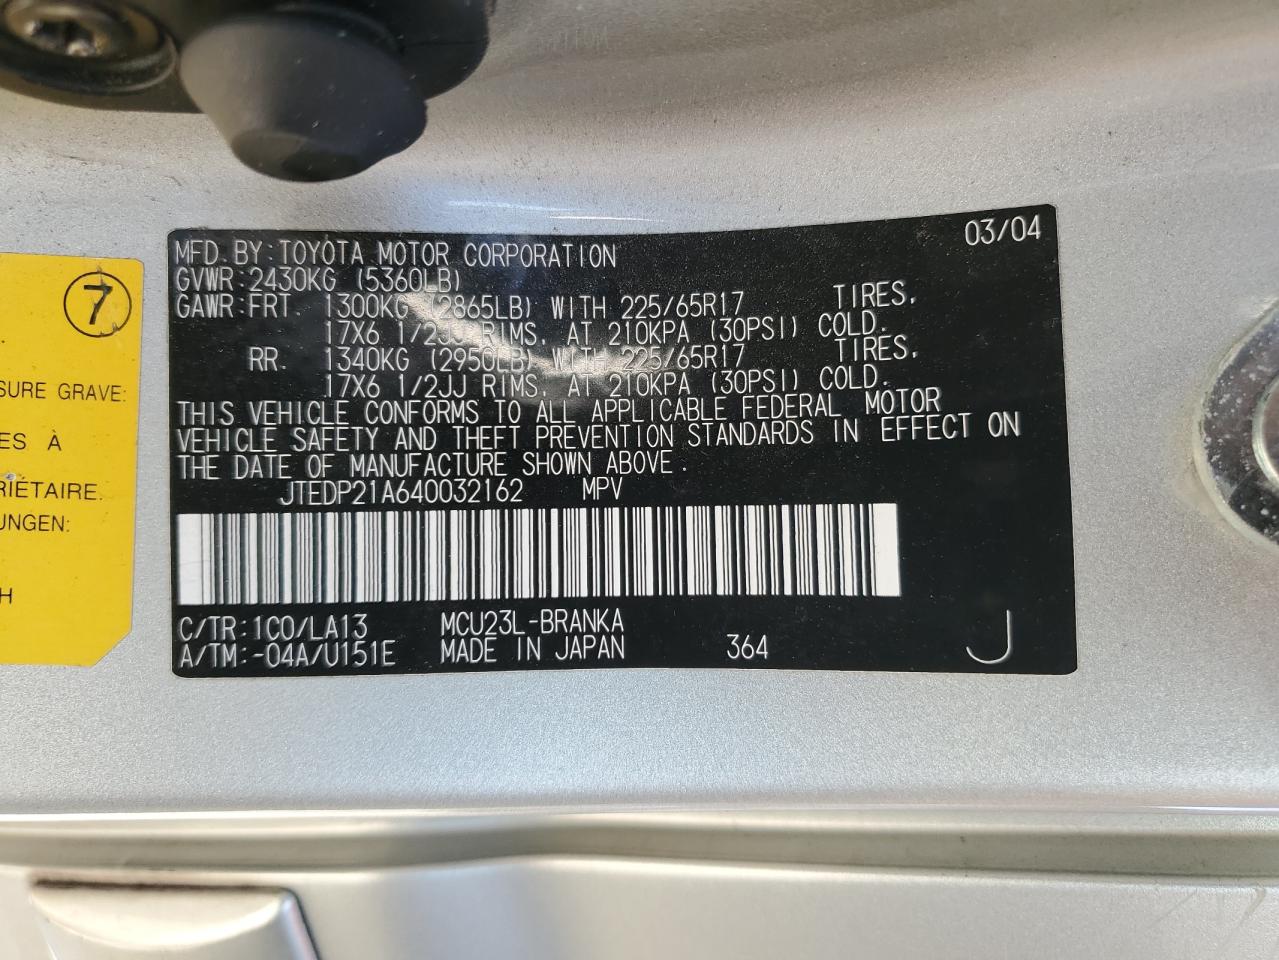 MFD. BY: TOYOTA MOTOR CORPORATION 03/04
GVWR: 2430KG (5360LB)
GAWR: FRT. 1300KG (2865LB) WITH 225/65R17 TIRES,
17X6 1/2JJ RIMS, AT 210KPA (30PSI) COLD.
RR. 1340KG (2950LB) WITH 225/65R17 TIRES,
17X6 1/2JJ RIMS, AT 210KPA (30PSI) COLD.
THIS VEHICLE CONFORMS TO ALL APPLICABLE FEDERAL MOTOR
VEHICLE SAFETY AND THEFT PREVENTION STANDARDS IN EFFECT ON
THE DATE OF MANUFACTURE SHOWN ABOVE.
JTEDP21A640032162 MPV
C/TR: 1C0/LA13 MCU23L-BRANKA
A/TM: -04A/U151E MADE IN JAPAN 364 J
7
SURE GRAVE:
ES À
RIÉTAIRE.
UNGEN:
H